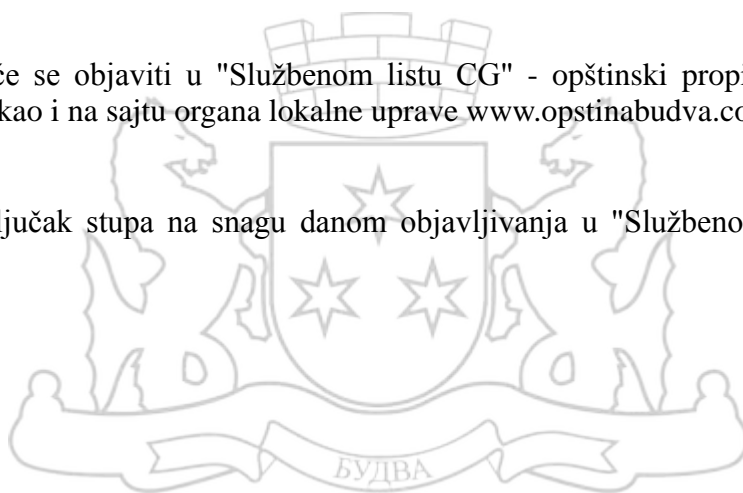 će se objaviti u "Službenom listu CG" - opštinski propi
kao i na sajtu organa lokalne uprave www.opstinabudva.co
ljučak stupa na snagu danom objavljivanja u "Službeno
БУДВА